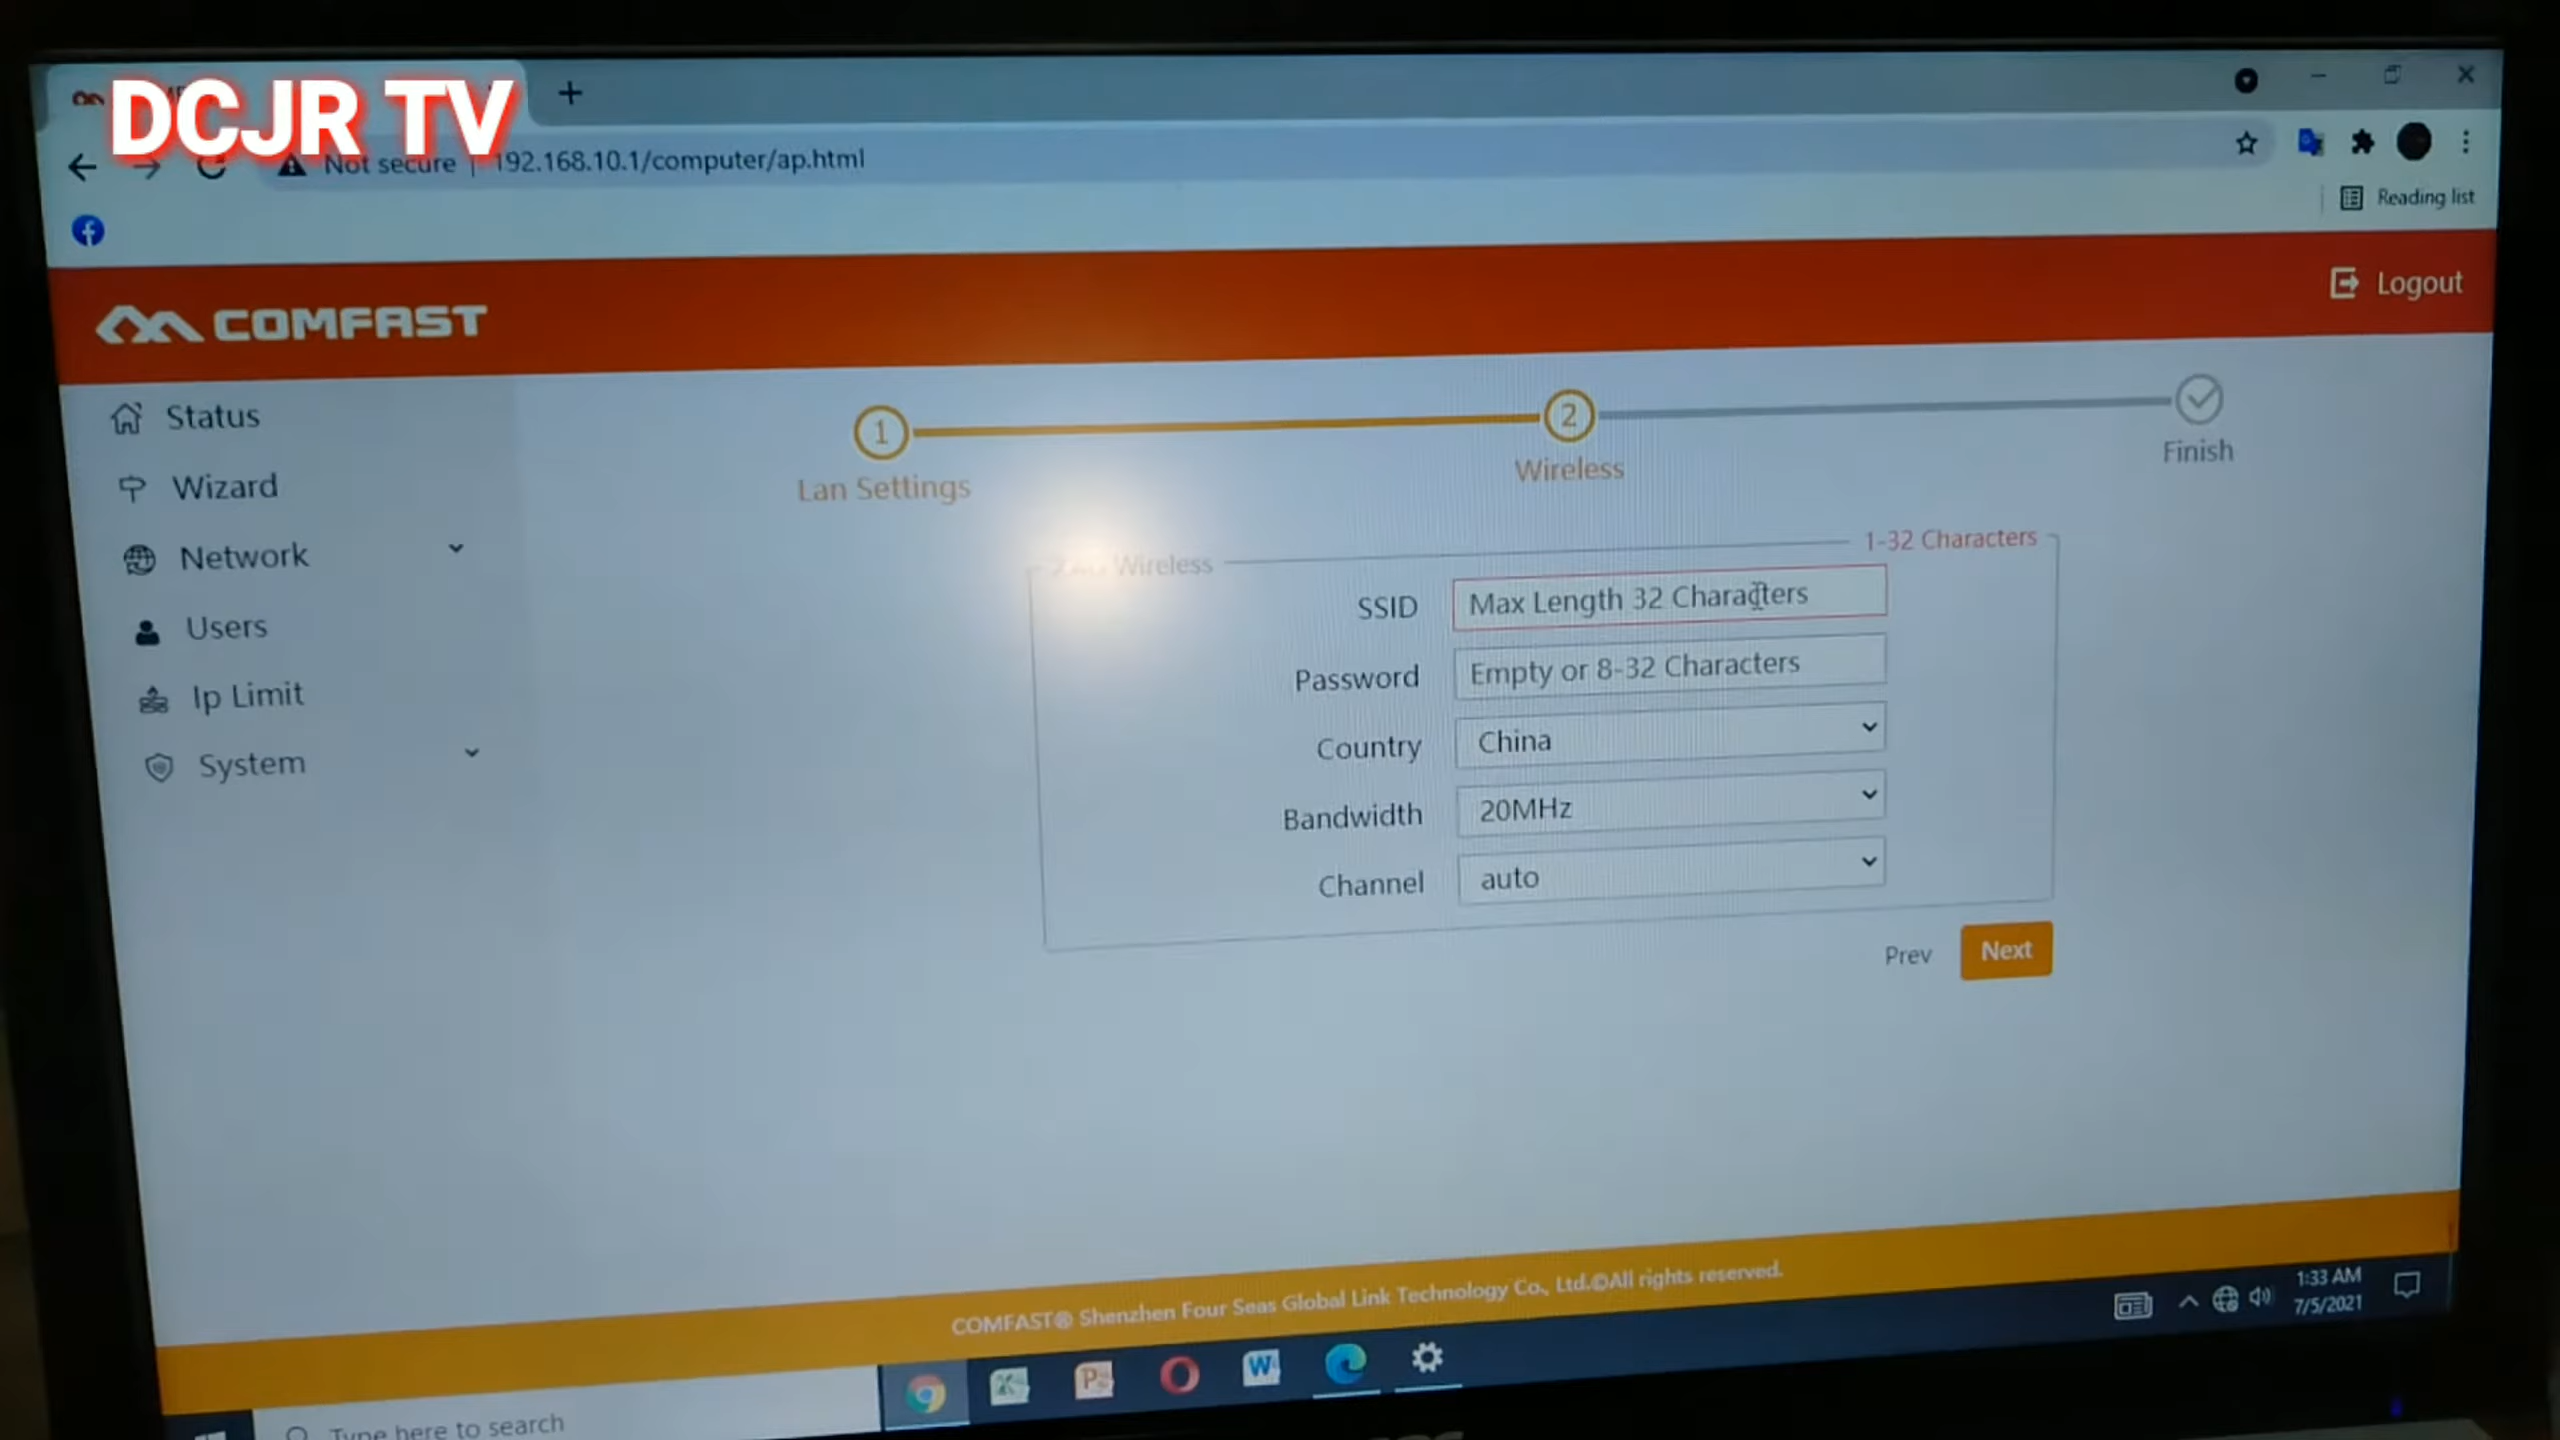 DCJR TV
Not secure | 192.168.10.1/computer/ap.html
Reading list
COMFAST
Logout
Status
Wizard
Network
Users
Ip Limit
System
1
2
Lan Settings
Wireless
Finish
Wireless
1-32 Characters
SSID Max Length 32 Characters
Password Empty or 8-32 Characters
Country China
Bandwidth 20MHz
Channel auto
Prev Next
COMFAST® Shenzhen Four Seas Global Link Technology Co., Ltd.©All rights reserved.
1:33 AM
7/5/2021
Type here to search